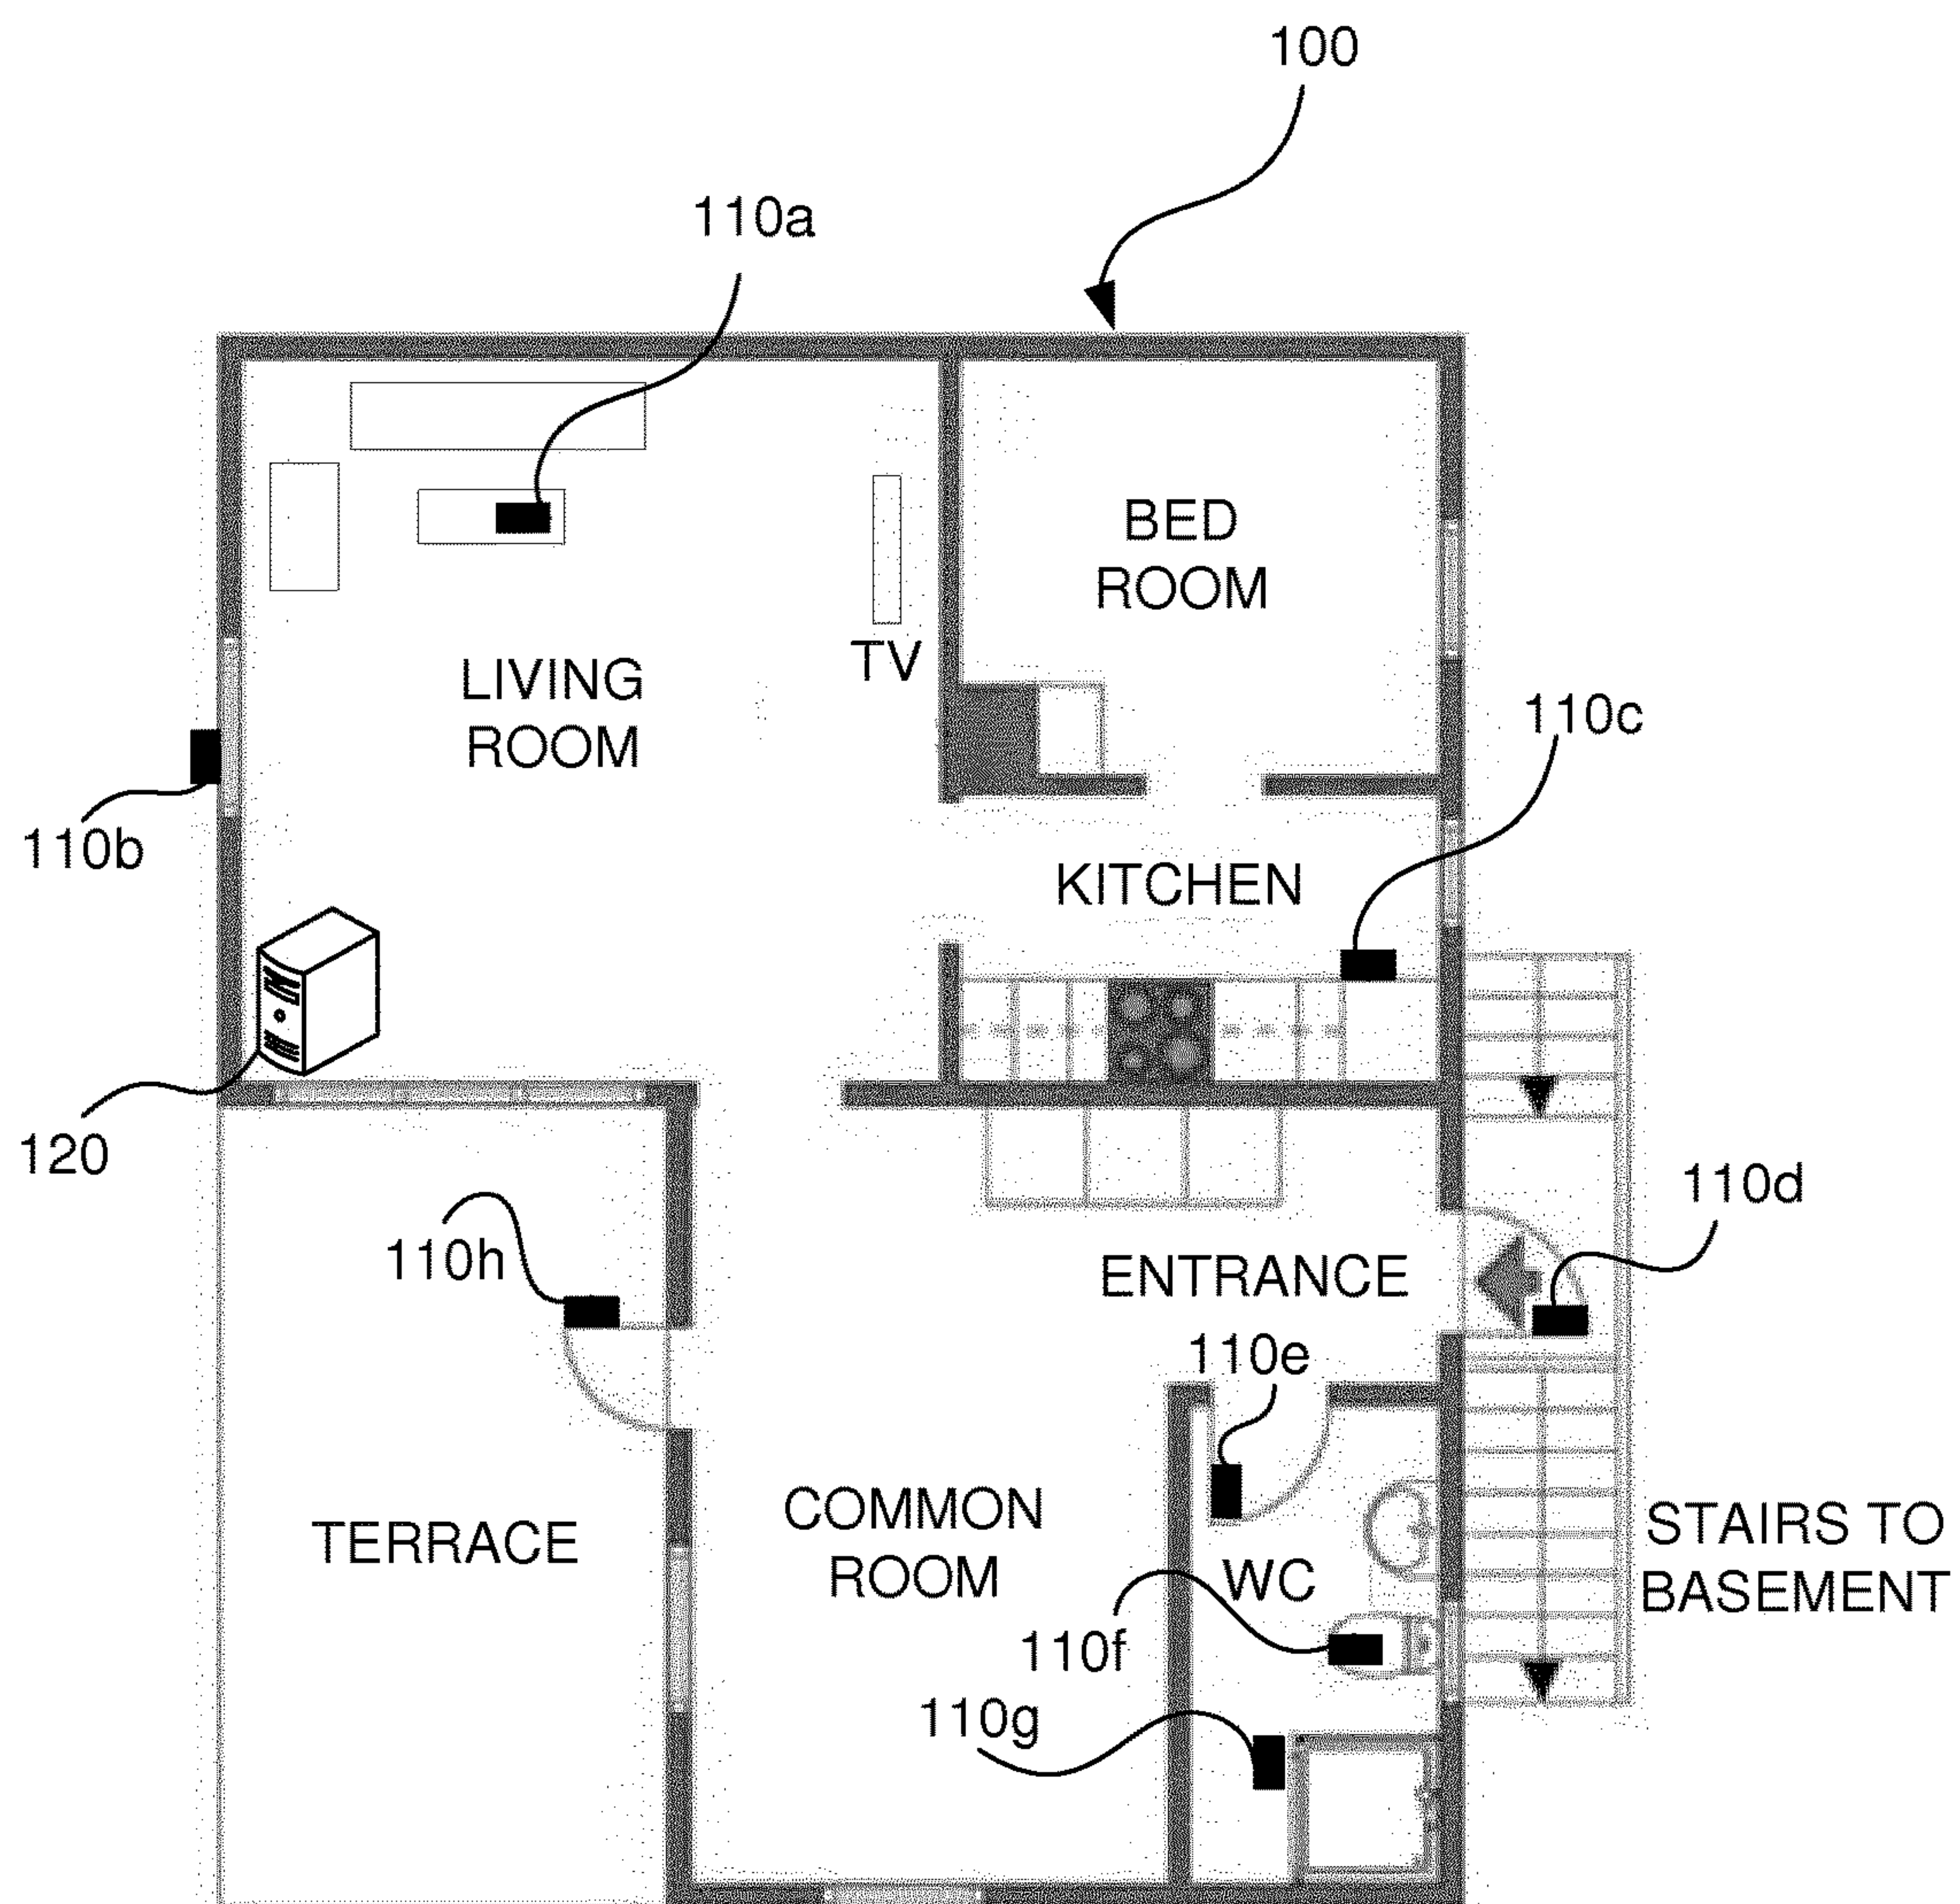 100
110a
BED
ROOM
TV
LIVING
ROOM
110c
110b
KITCHEN
120
110d
110h
ENTRANCE
110e
COMMON
ROOM
TERRACE
STAIRS TO
BASEMENT
WC
110f
110g